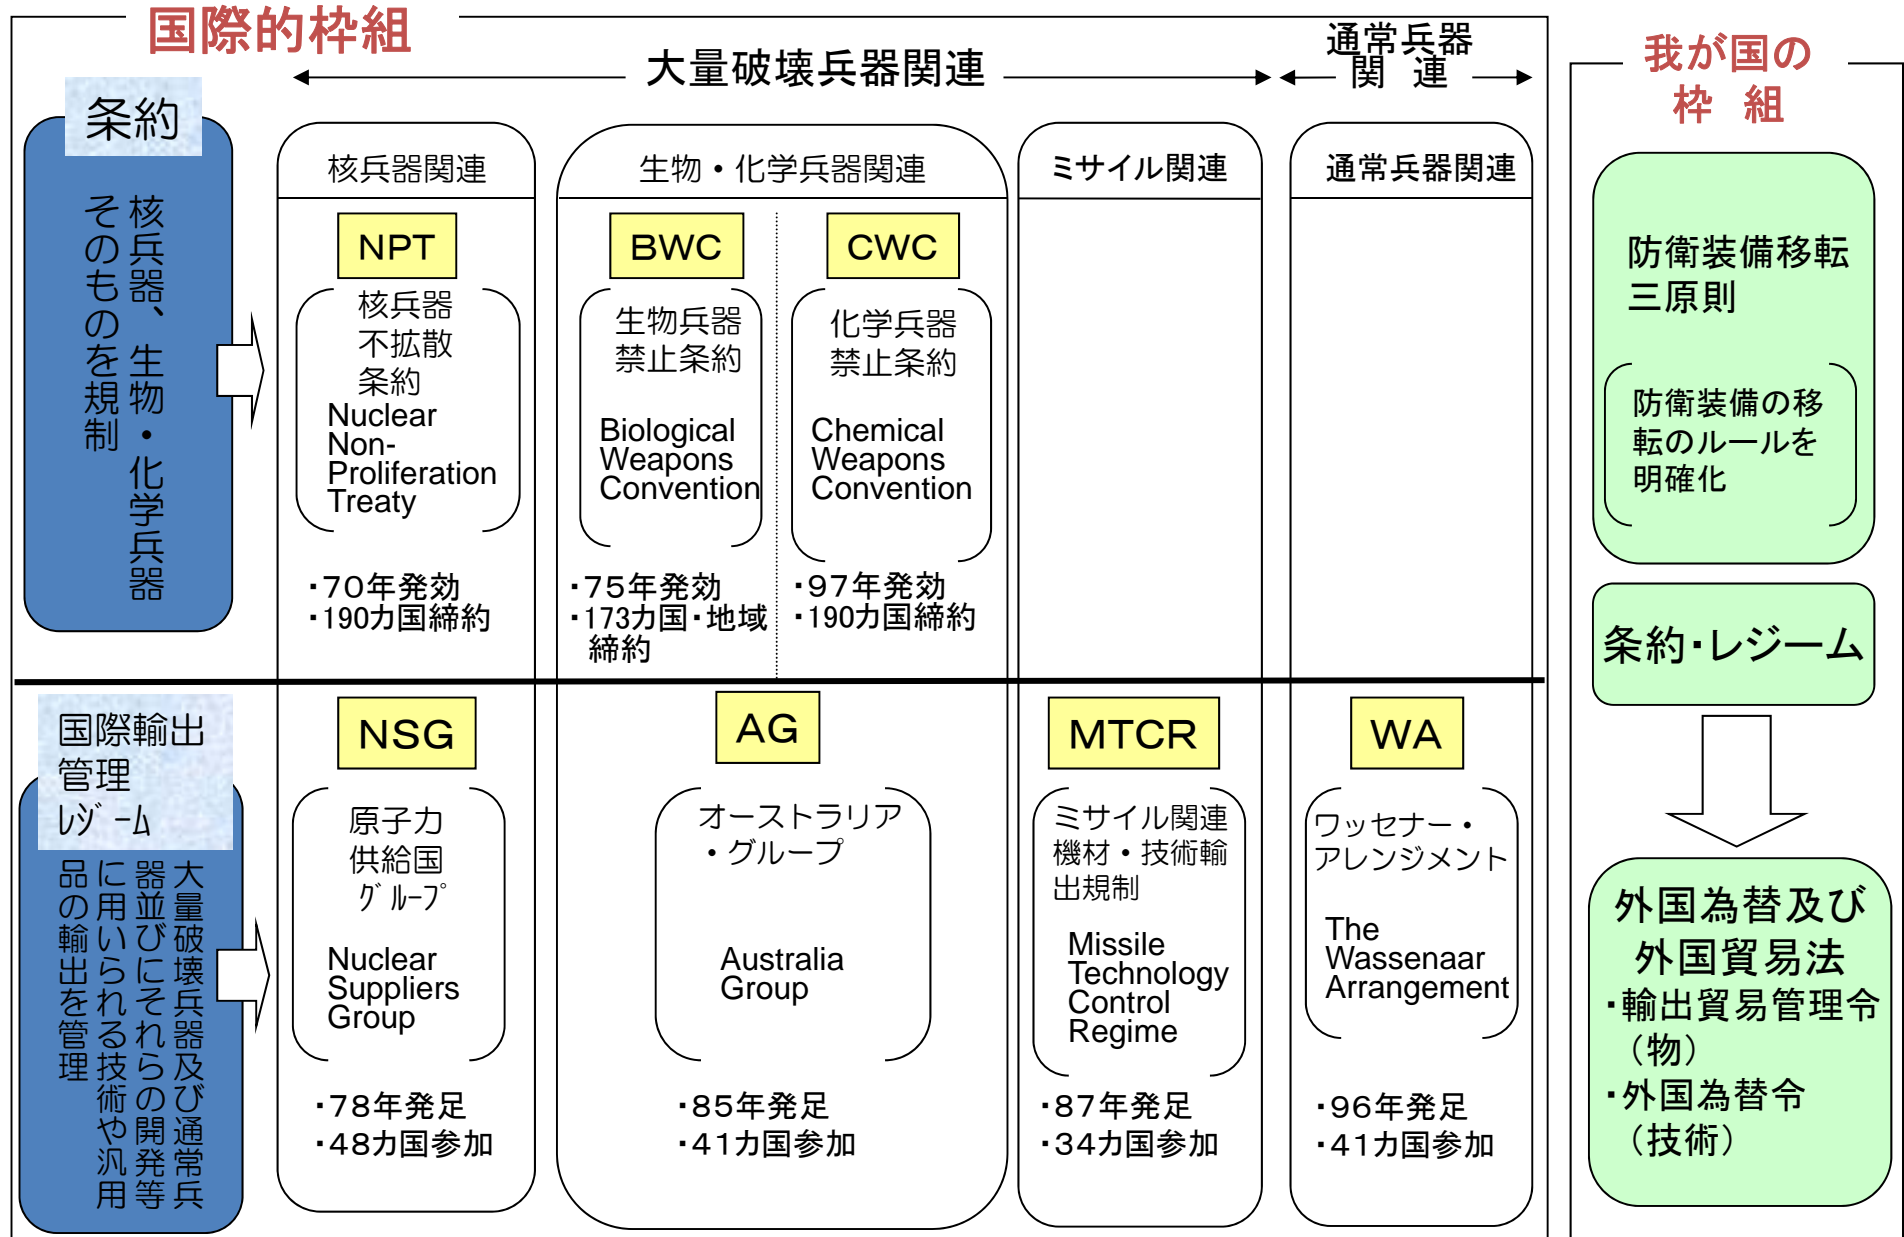 国際的枠組
大量破壊兵器関連
通常兵器
関　連
我が国の
枠　組
条約
核兵器、生物・化学兵器
そのものを規制
核兵器関連
生物・化学兵器関連
ミサイル関連
通常兵器関連
NPT
核兵器
不拡散
条約
Nuclear
Non-
Proliferation
Treaty
・70年発効
・190カ国締約
BWC
生物兵器
禁止条約
Biological
Weapons
Convention
・75年発効
・173カ国・地域
締約
CWC
化学兵器
禁止条約
Chemical
Weapons
Convention
・97年発効
・190カ国締約
国際輸出
管理
ﾚｼﾞｰﾑ
大量破壊兵器及び通常兵
器並びにそれらの開発等
に用いられる技術や汎用
品の輸出を管理
NSG
原子力
供給国
ｸﾞﾙｰﾌﾟ
Nuclear
Suppliers
Group
・78年発足
・48カ国参加
AG
オーストラリア
・グループ
Australia
Group
・85年発足
・41カ国参加
MTCR
ミサイル関連
機材・技術輸
出規制
Missile
Technology
Control
Regime
・87年発足
・34カ国参加
WA
ワッセナー・
アレンジメント
The
Wassenaar
Arrangement
・96年発足
・41カ国参加
防衛装備移転
三原則
防衛装備の移
転のルールを
明確化
条約・レジーム
外国為替及び
外国貿易法
・輸出貿易管理令
（物）
・外国為替令
（技術）